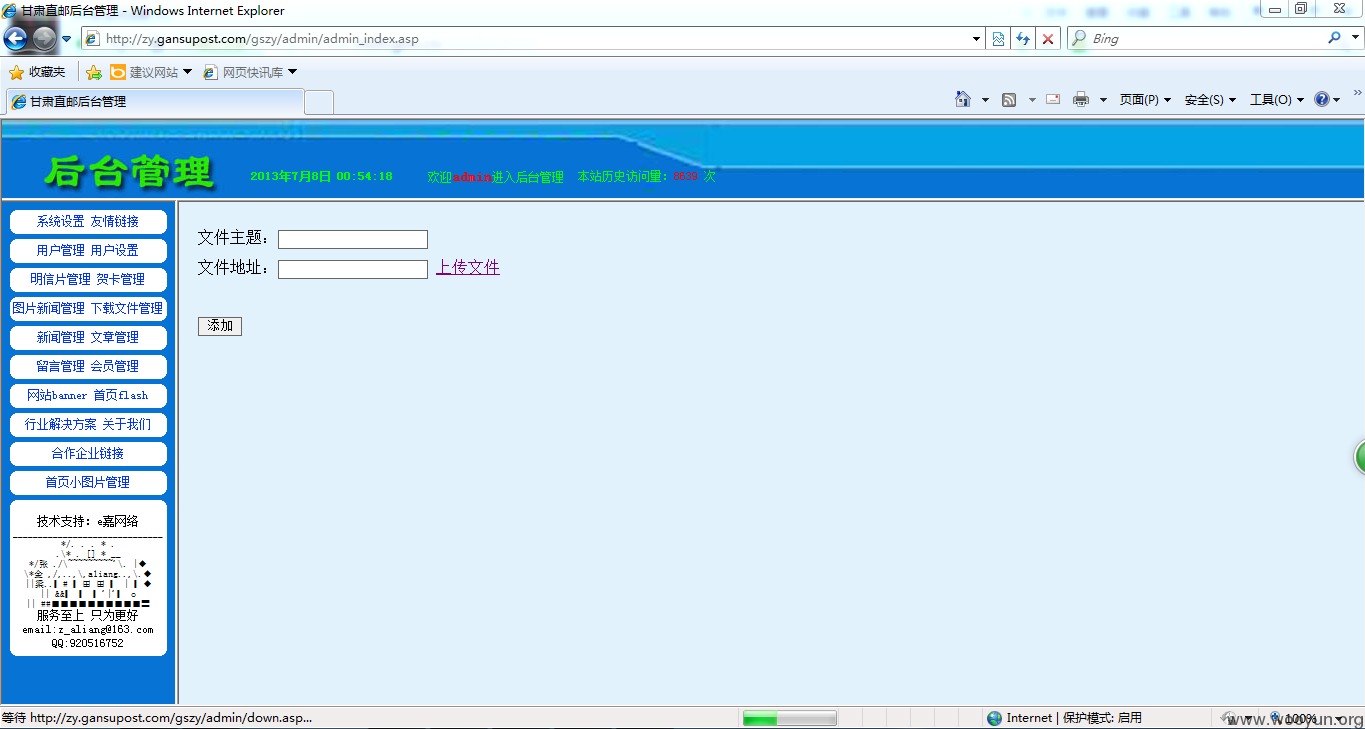 甘肃直邮后台管理 - Windows Internet Explorer
http://zy.gansupost.com/gszy/admin/admin_index.asp
Bing
收藏夹 建议网站 网页快讯库
甘肃直邮后台管理
页面(P) 安全(S) 工具(O)
后台管理 2013年7月8日 00:54:18 欢迎admin进入后台管理 本站历史访问量：8639 次
系统设置 友情链接
用户管理 用户设置
明信片管理 贺卡管理
图片新闻管理 下载文件管理
新闻管理 文章管理
留言管理 会员管理
网站banner 首页flash
行业解决方案 关于我们
合作企业链接
首页小图片管理
技术支持：e嘉网络
aliang
服务至上 只为更好
email:z_aliang@163.com
QQ:920516752
文件主题：
文件地址： 上传文件
添加
等待 http://zy.gansupost.com/gszy/admin/down.asp...
Internet | 保护模式: 启用
100%
www.wooyun.org